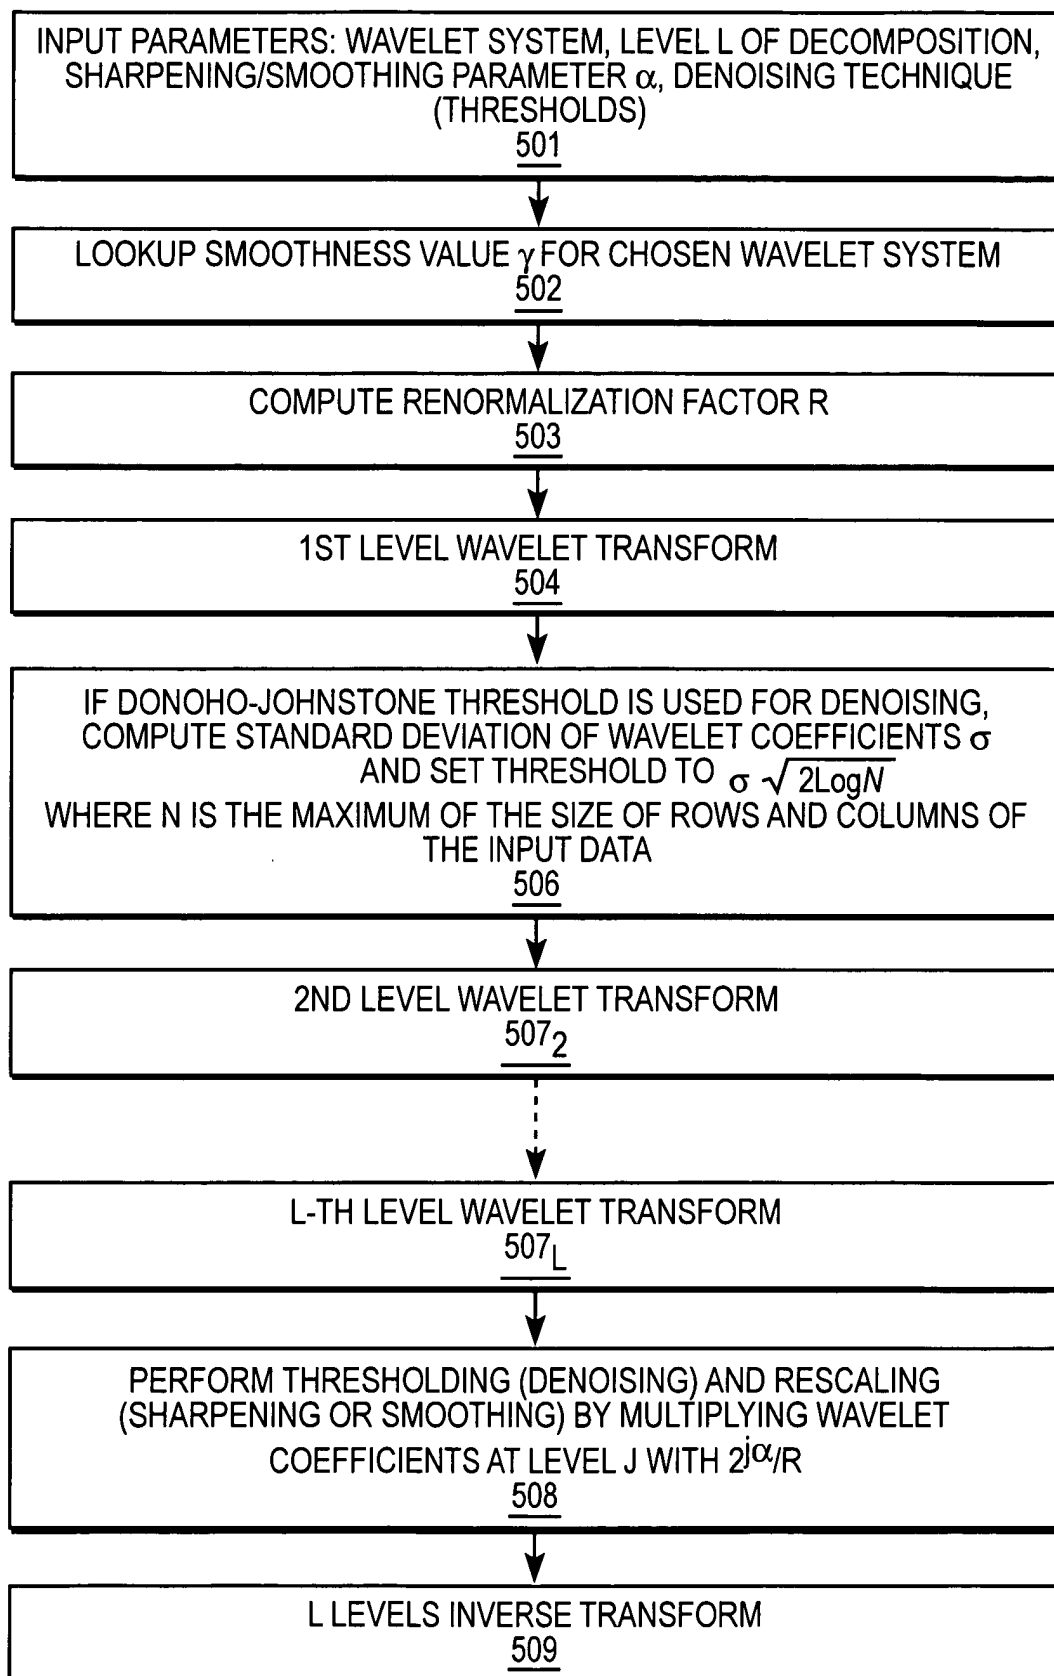 INPUT PARAMETERS: WAVELET SYSTEM, LEVEL L OF DECOMPOSITION,
SHARPENING/SMOOTHING PARAMETER α, DENOISING TECHNIQUE
(THRESHOLDS)
501
LOOKUP SMOOTHNESS VALUE γ FOR CHOSEN WAVELET SYSTEM
502
COMPUTE RENORMALIZATION FACTOR R
503
1ST LEVEL WAVELET TRANSFORM
504
IF DONOHO-JOHNSTONE THRESHOLD IS USED FOR DENOISING,
COMPUTE STANDARD DEVIATION OF WAVELET COEFFICIENTS σ
AND SET THRESHOLD TO σ √2LogN
WHERE N IS THE MAXIMUM OF THE SIZE OF ROWS AND COLUMNS OF
THE INPUT DATA
506
2ND LEVEL WAVELET TRANSFORM
507₂
L-TH LEVEL WAVELET TRANSFORM
507L
PERFORM THRESHOLDING (DENOISING) AND RESCALING
(SHARPENING OR SMOOTHING) BY MULTIPLYING WAVELET
COEFFICIENTS AT LEVEL J WITH 2^jα/R
508
L LEVELS INVERSE TRANSFORM
509